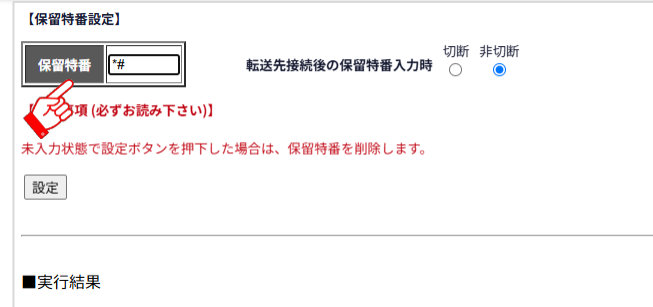 【保留特番設定】
保留特番 *# 転送先接続後の保留特番入力時 切断 非切断
【 項 (必ずお読み下さい)】
未入力状態で設定ボタンを押下した場合は、保留特番を削除します。
設定
■実行結果